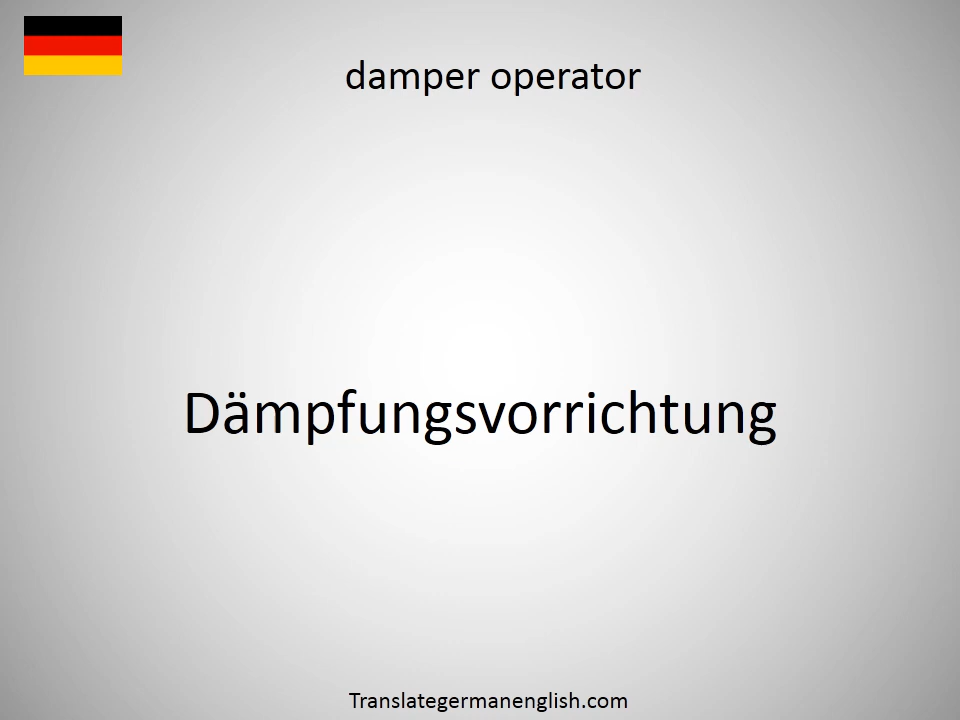 damper operator
Dämpfungsvorrichtung
Translategermanenglish.com